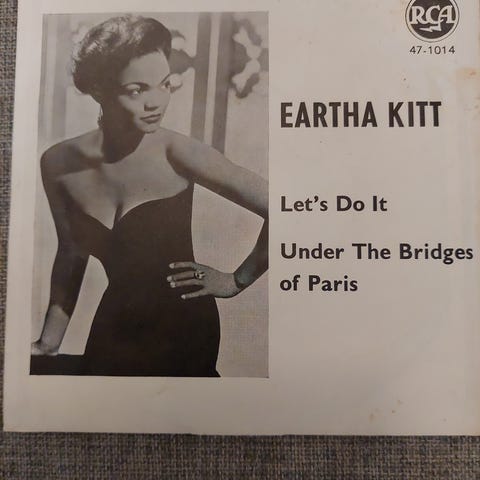 RCA
47-1014
EARTHA KITT
Let's Do It
Under The Bridges
of Paris